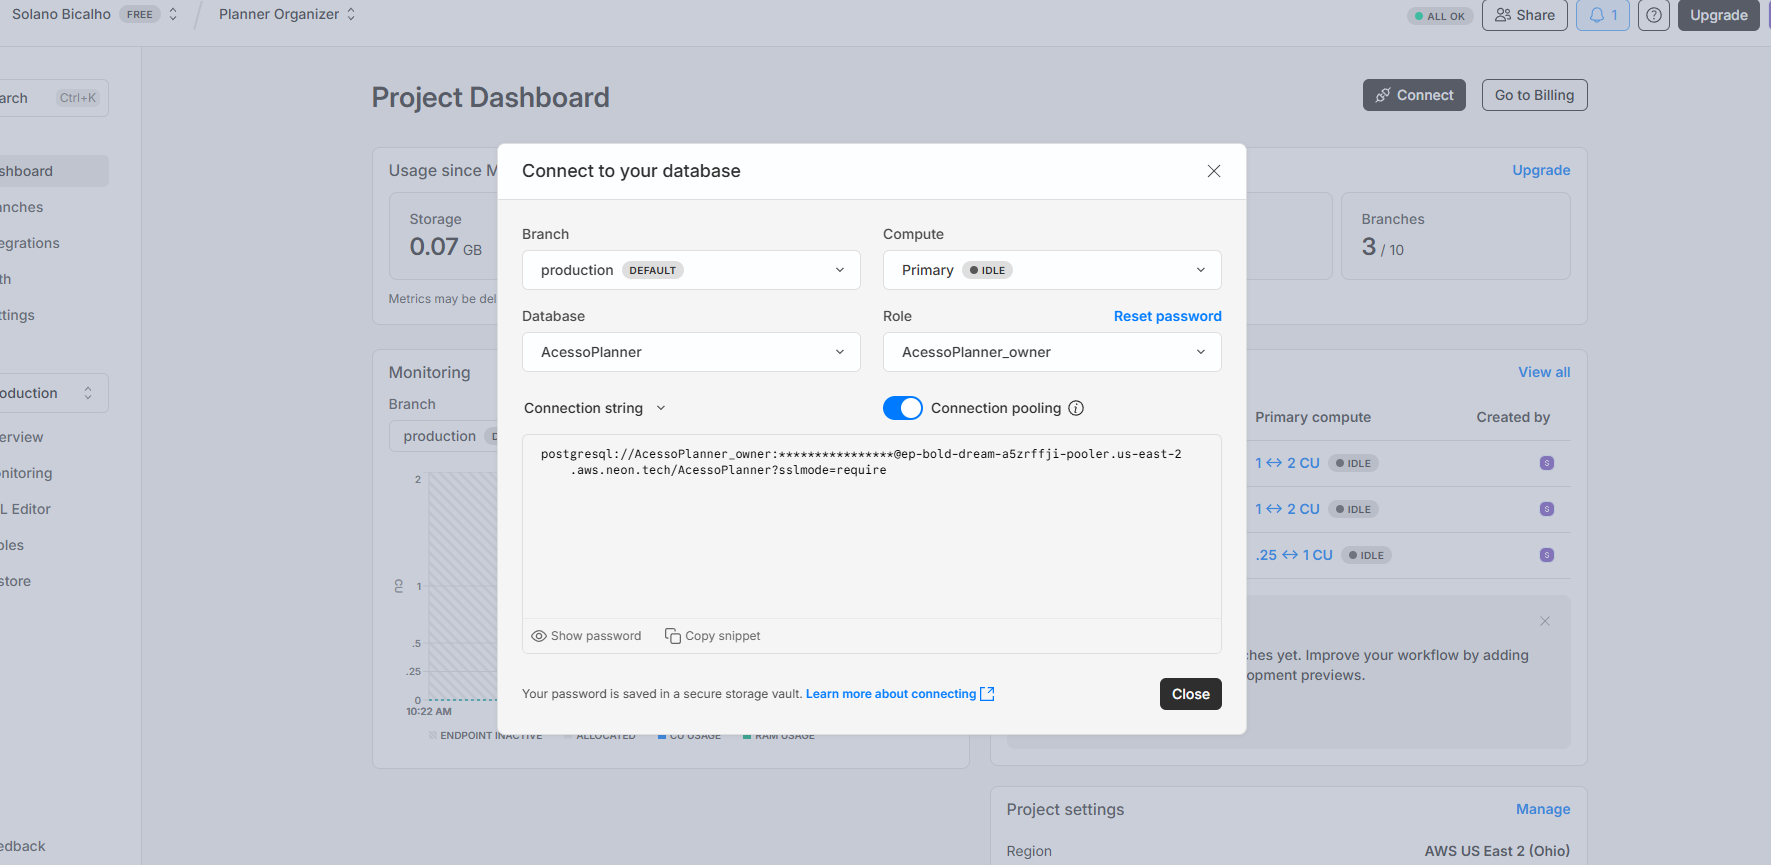 Solano Bicalho FREE
Planner Organizer
ALL OK
Share
1
Upgrade
arch Ctrl+K
shboard
anches
egrations
th
ttings
oduction
erview
nitoring
L Editor
bles
store
edback
Project Dashboard
Connect
Go to Billing
Usage since M
Upgrade
Storage
0.07 GB
Branches
3 / 10
Metrics may be del
Monitoring
Branch
production D
2
1
.5
.25
0
CU
10:22 AM
ENDPOINT INACTIVE ALLOCATED CU USAGE RAM USAGE
Connect to your database
Branch
production DEFAULT
Compute
Primary IDLE
Database
AcessoPlanner
Role
Reset password
AcessoPlanner_owner
Connection string
Connection pooling
postgresql://AcessoPlanner_owner:****************@ep-bold-dream-a5zrffji-pooler.us-east-2
.aws.neon.tech/AcessoPlanner?sslmode=require
Show password
Copy snippet
Your password is saved in a secure storage vault. Learn more about connecting
Close
View all
Primary compute Created by
1 ↔ 2 CU IDLE S
1 ↔ 2 CU IDLE S
.25 ↔ 1 CU IDLE S
hes yet. Improve your workflow by adding
opment previews.
Project settings
Manage
Region AWS US East 2 (Ohio)